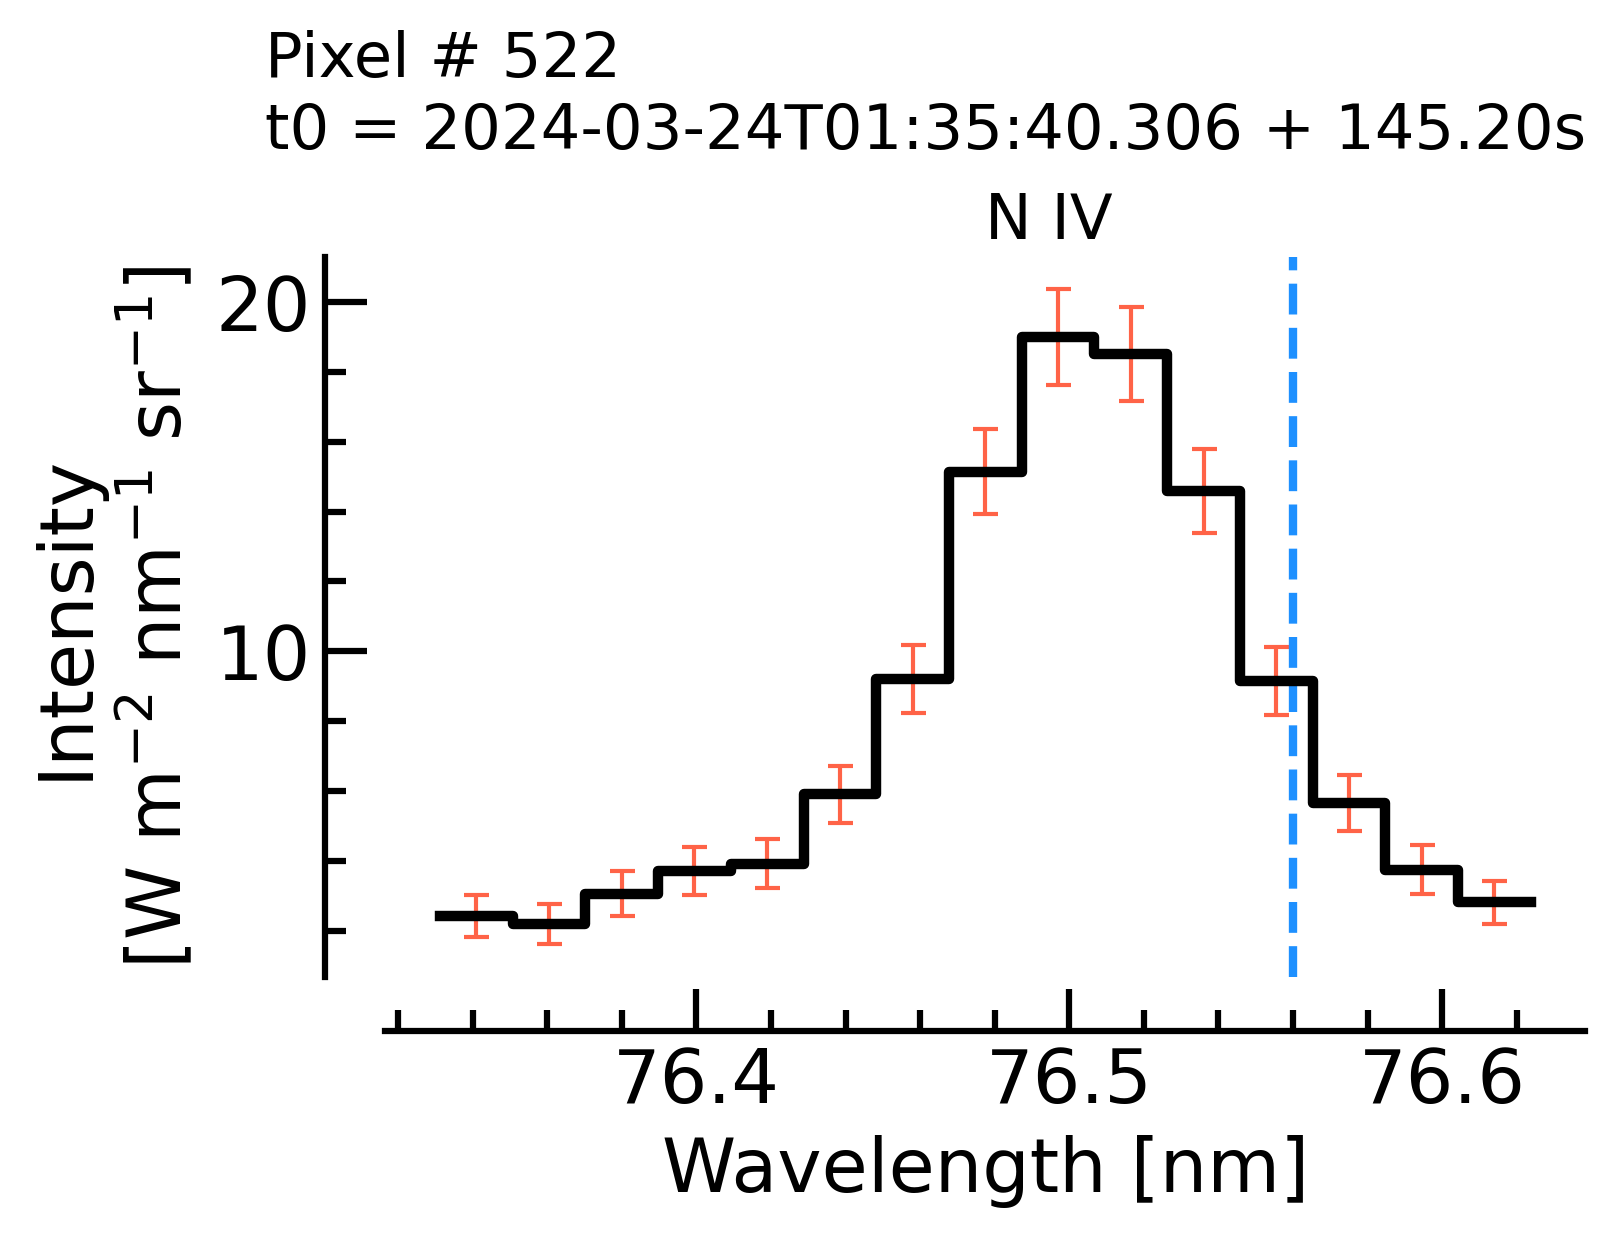 Pixel # 522
t0 = 2024-03-24T01:35:40.306 + 145.20s
N IV
Intensity
[W m⁻² nm⁻¹ sr⁻¹]
20
10
76.4 76.5 76.6
Wavelength [nm]